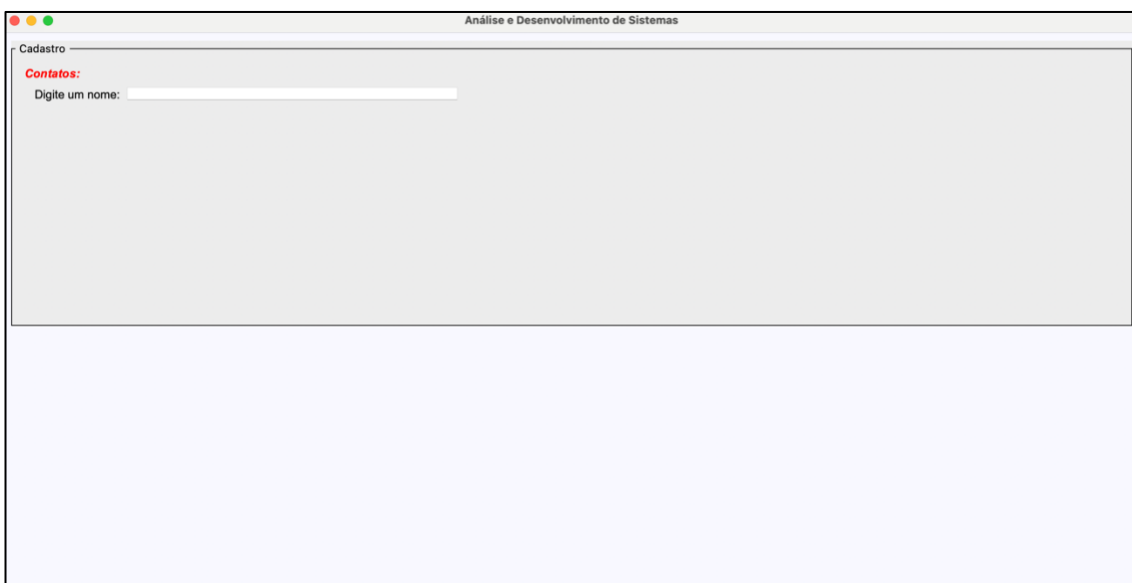 Análise e Desenvolvimento de Sistemas
Cadastro
Contatos:
Digite um nome: